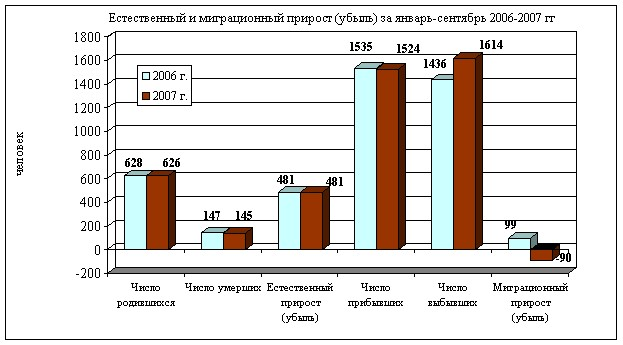 Естественный и миграционный прирост (убыль) за январь-сентябрь 2006-2007 гг
человек
1800
1600
1400
1200
1000
800
600
400
200
0
-200
2006 г.
2007 г.
628 626
147 145
481 481
1535 1524
1436 1614
99 -90
Число
родившихся
Число умерших
Естественный
прирост
(убыль)
Число
прибывших
Число
выбывших
Миграционный
прирост
(убыль)